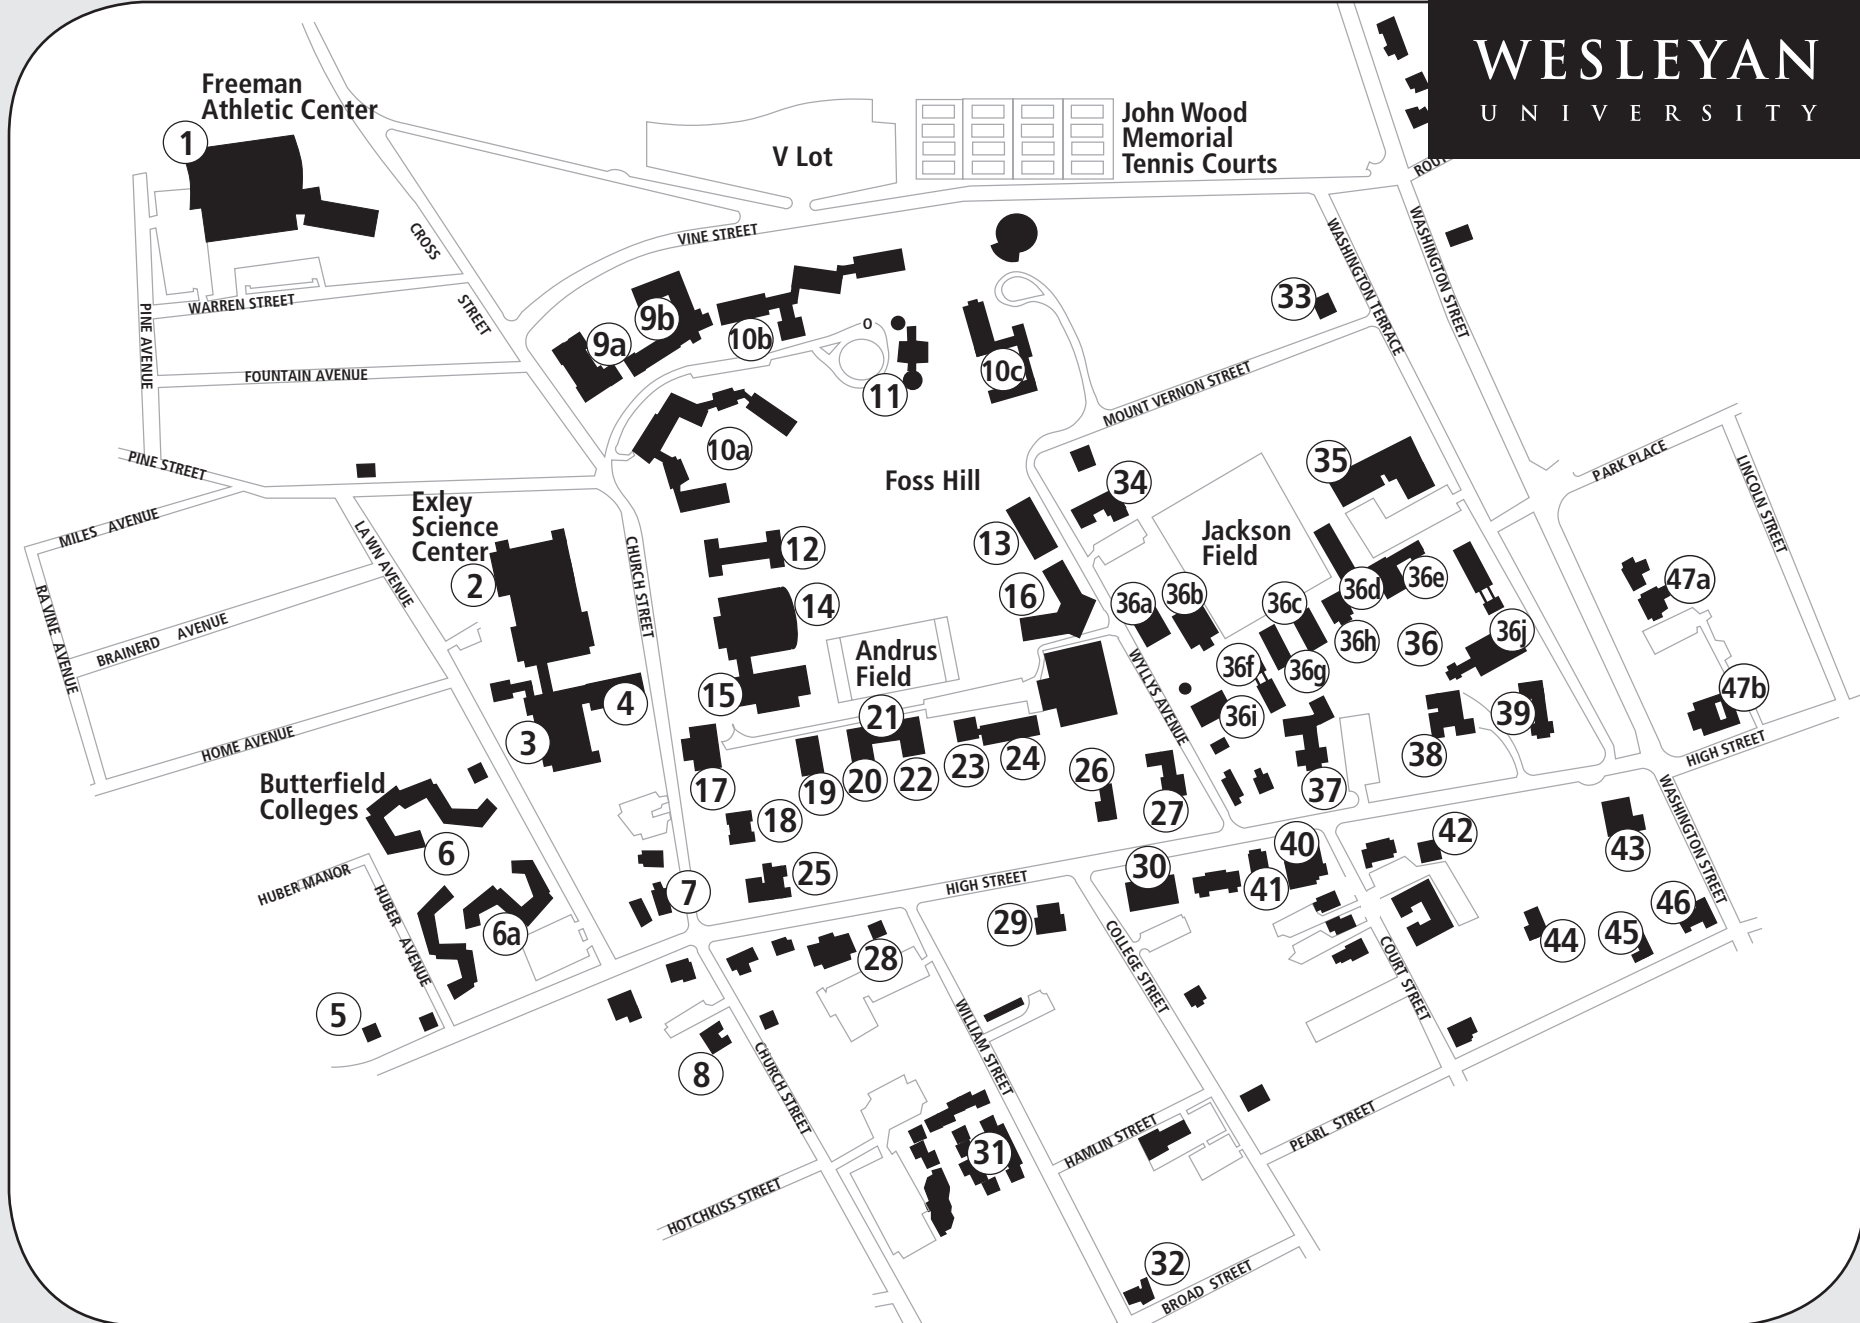 WESLEYAN
UNIVERSITY
Freeman
Athletic Center
1
V Lot
John Wood
Memorial
Tennis Courts
CROSS
STREET
VINE STREET
WASHINGTON TERRACE
WASHINGTON STREET
PINE AVENUE
WARREN STREET
FOUNTAIN AVENUE
9a
9b
10b
O
11
10c
33
MOUNT VERNON STREET
PINE STREET
10a
Foss Hill
34
35
PARK PLACE
LINCOLN STREET
MILES AVENUE
LAWN AVENUE
Exley
Science
Center
2
CHURCH STREET
12
13
Jackson
Field
14
16
36a
36b
36c
36d
36e
36h
36
36j
36f
36g
36i
47a
47b
RAVINE AVENUE
BRAINERD AVENUE
HOME AVENUE
3
4
15
Andrus
Field
21
WYLLYS AVENUE
17
19
20
22
23
24
26
27
37
38
39
HIGH STREET
WASHINGTON STREET
Butterfield
Colleges
6
18
25
HIGH STREET
30
40
41
42
43
HUBER MANOR
HUBER AVENUE
6a
7
28
29
COLLEGE STREET
COURT STREET
44
45
46
5
8
CHURCH STREET
WILLIAM STREET
31
HAMLIN STREET
PEARL STREET
HOTCHKISS STREET
32
BROAD STREET